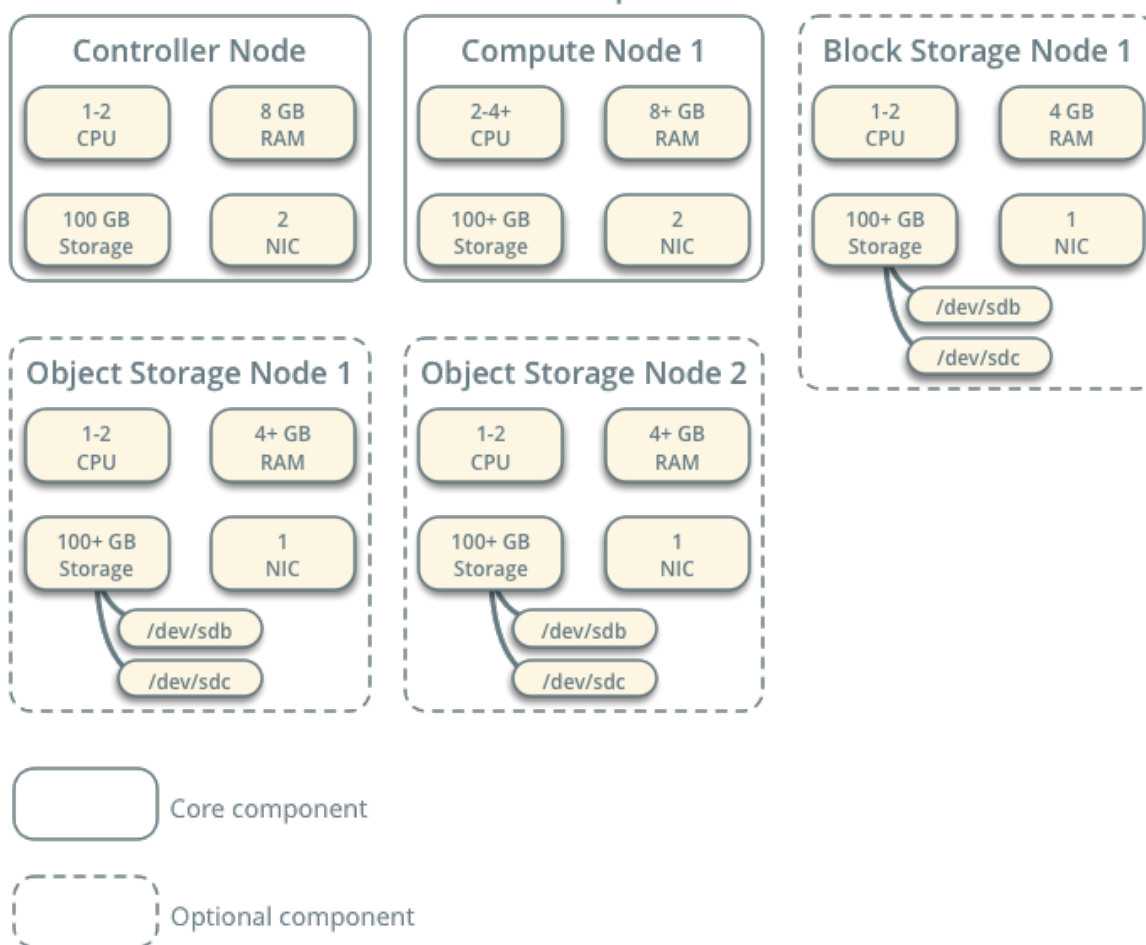 Controller Node
1-2
CPU
8 GB
RAM
100 GB
Storage
2
NIC
Compute Node 1
2-4+
CPU
8+ GB
RAM
100+ GB
Storage
2
NIC
Block Storage Node 1
1-2
CPU
4 GB
RAM
100+ GB
Storage
1
NIC
/dev/sdb
/dev/sdc
Object Storage Node 1
1-2
CPU
4+ GB
RAM
100+ GB
Storage
1
NIC
/dev/sdb
/dev/sdc
Object Storage Node 2
1-2
CPU
4+ GB
RAM
100+ GB
Storage
1
NIC
/dev/sdb
/dev/sdc
Core component
Optional component